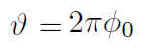 ϑ = 2πϕ₀